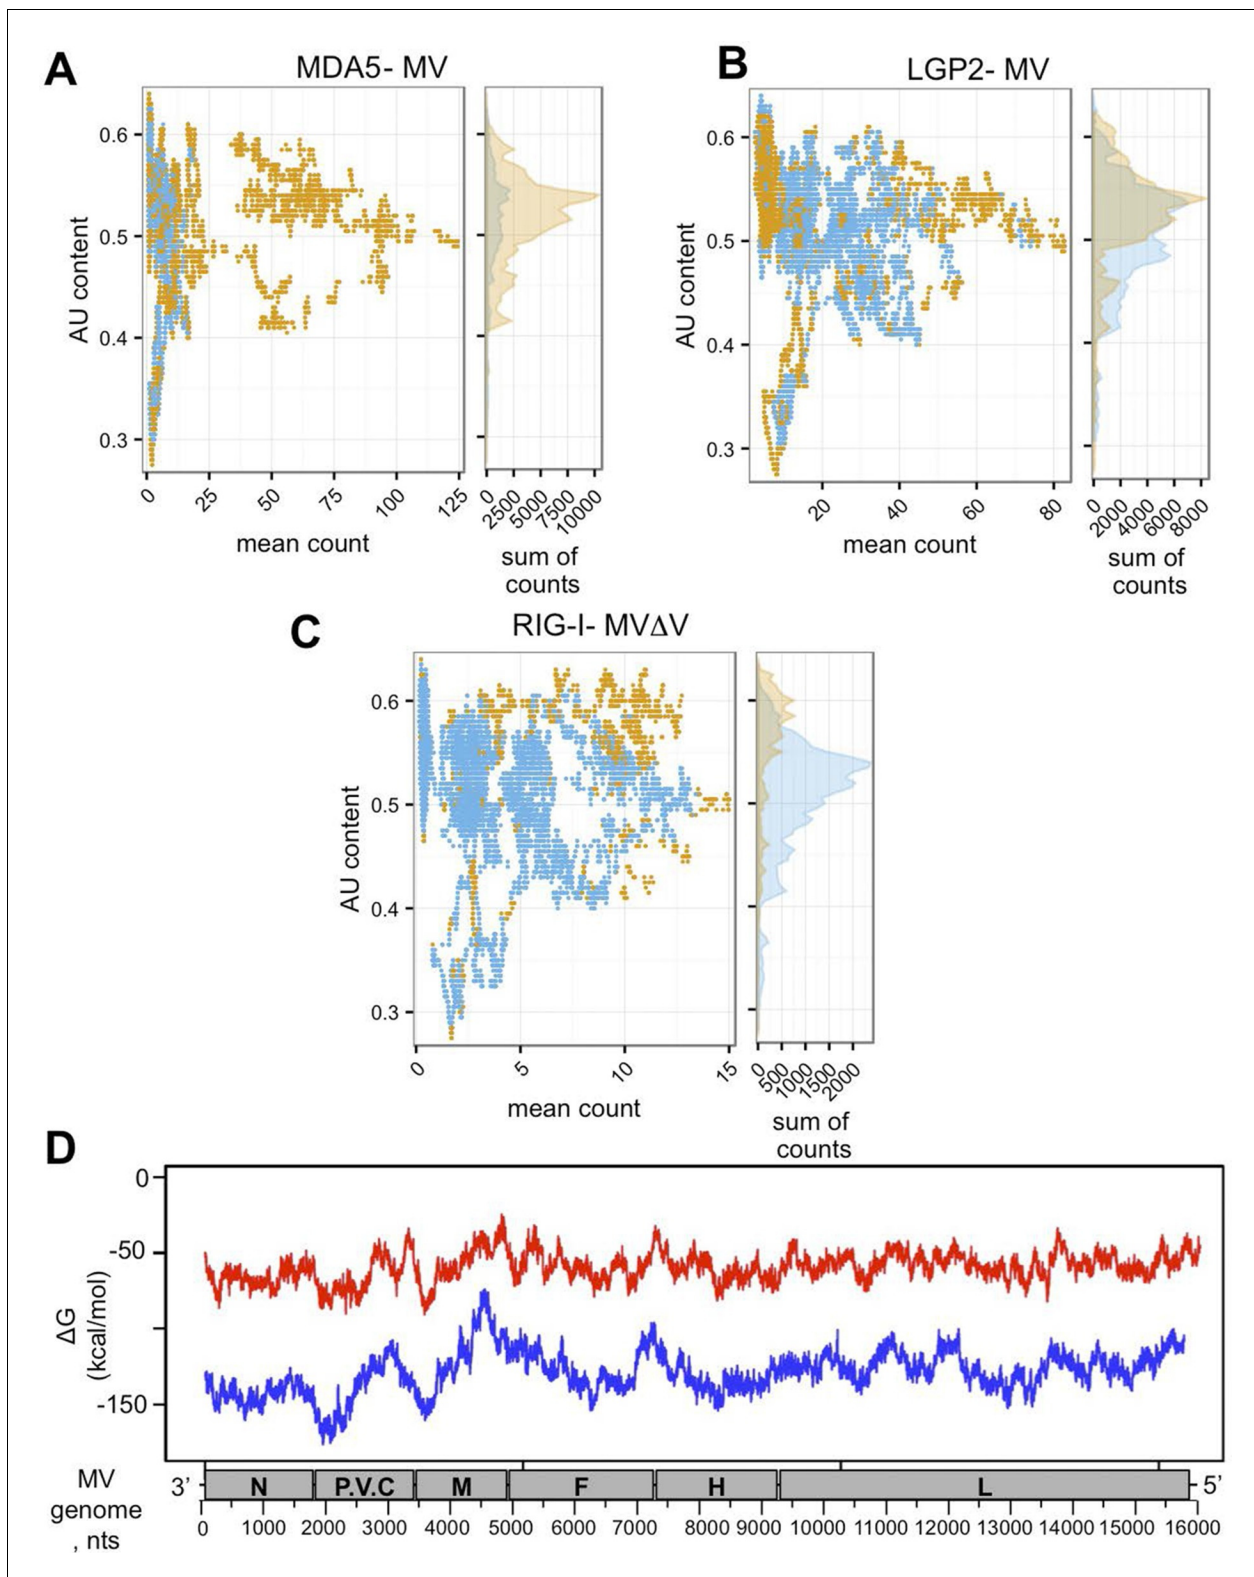 A
MDA5- MV
AU content
0.6
0.5
0.4
0.3
0
25
50
75
100
125
mean count
0
2500
5000
7500
10000
sum of
counts
B
LGP2- MV
AU content
0.6
0.5
0.4
0.3
20
40
60
80
mean count
0
2000
4000
6000
8000
sum of
counts
C
RIG-I- MVΔV
AU content
0.6
0.5
0.4
0.3
0
5
10
15
mean count
0
500
1000
1500
2000
sum of
counts
D
ΔG
(kcal/mol)
0
-50
-150
MV
genome
, nts
3’
N
P.V.C
M
F
H
L
5’
0 1000 2000 3000 4000 5000 6000 7000 8000 9000 10000 11000 12000 13000 14000 15000 16000